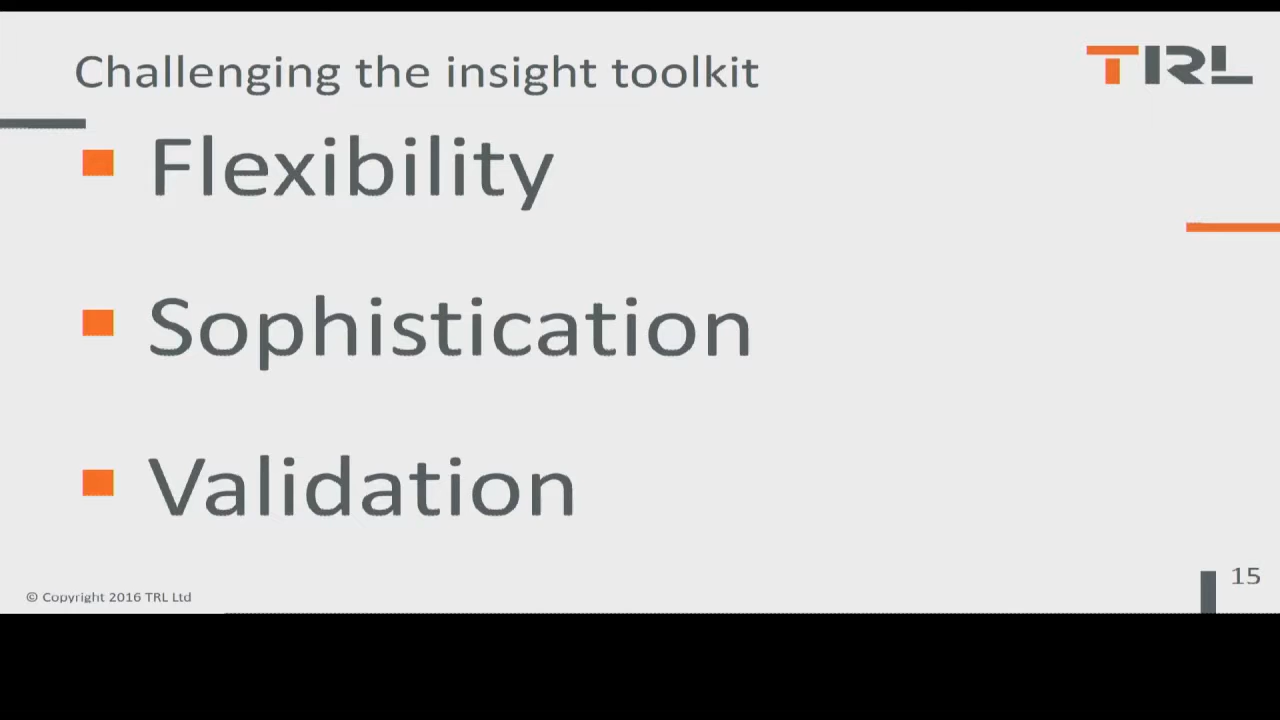 Challenging the insight toolkit
TRL
Flexibility
Sophistication
Validation
© Copyright 2016 TRL Ltd
15